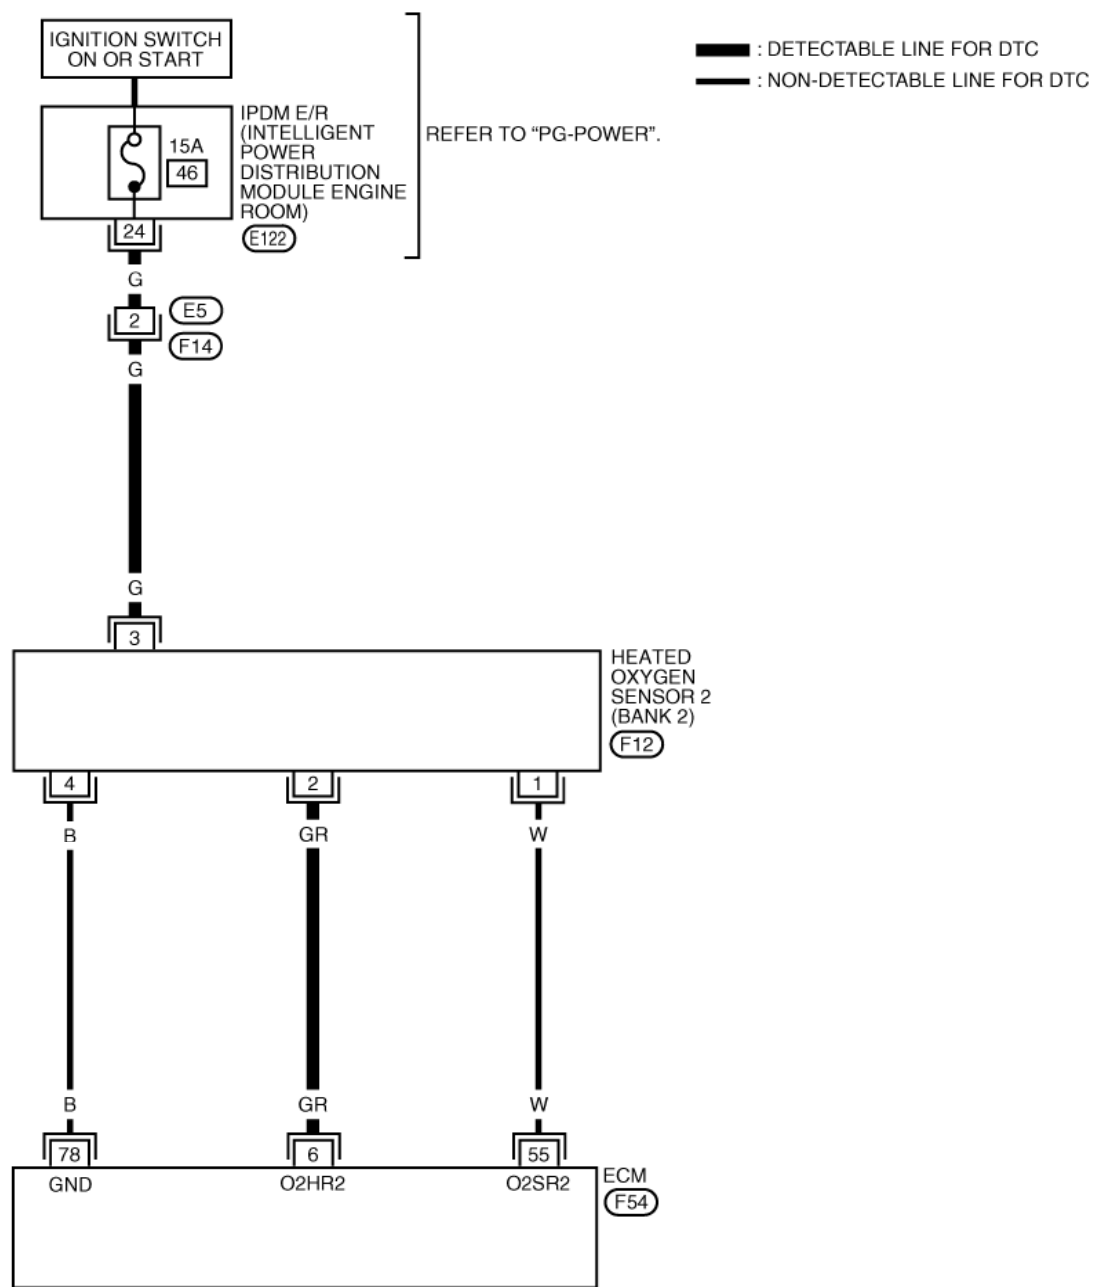 IGNITION SWITCH
ON OR START
: DETECTABLE LINE FOR DTC
: NON-DETECTABLE LINE FOR DTC
IPDM E/R
(INTELLIGENT
POWER
DISTRIBUTION
MODULE ENGINE
ROOM)
E122
REFER TO “PG-POWER”.
15A
46
24
G
2
E5
F14
G
G
3
HEATED
OXYGEN
SENSOR 2
(BANK 2)
F12
4 2 1
B GR W
B GR W
78 6 55
GND O2HR2 O2SR2
ECM
F54